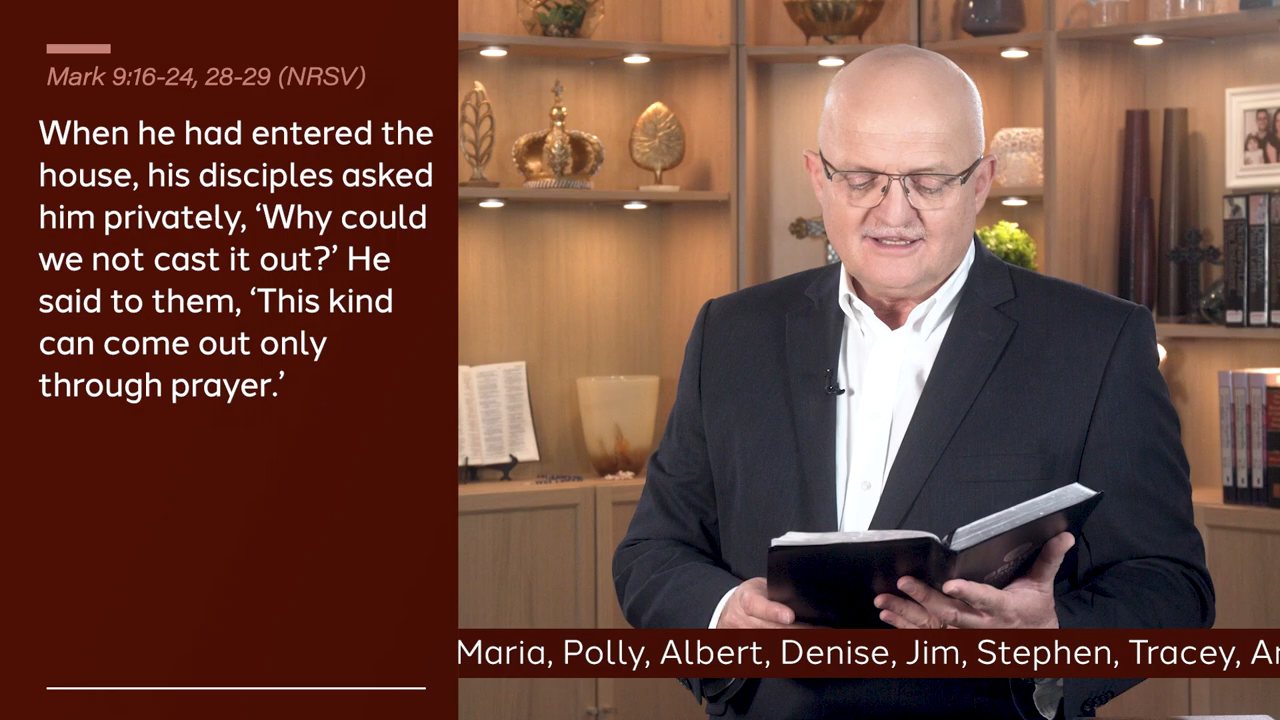 Mark 9:16-24, 28-29 (NRSV)
When he had entered the
house, his disciples asked
him privately, ‘Why could
we not cast it out?’ He
said to them, ‘This kind
can come out only
through prayer.’
Maria, Polly, Albert, Denise, Jim, Stephen, Tracey,